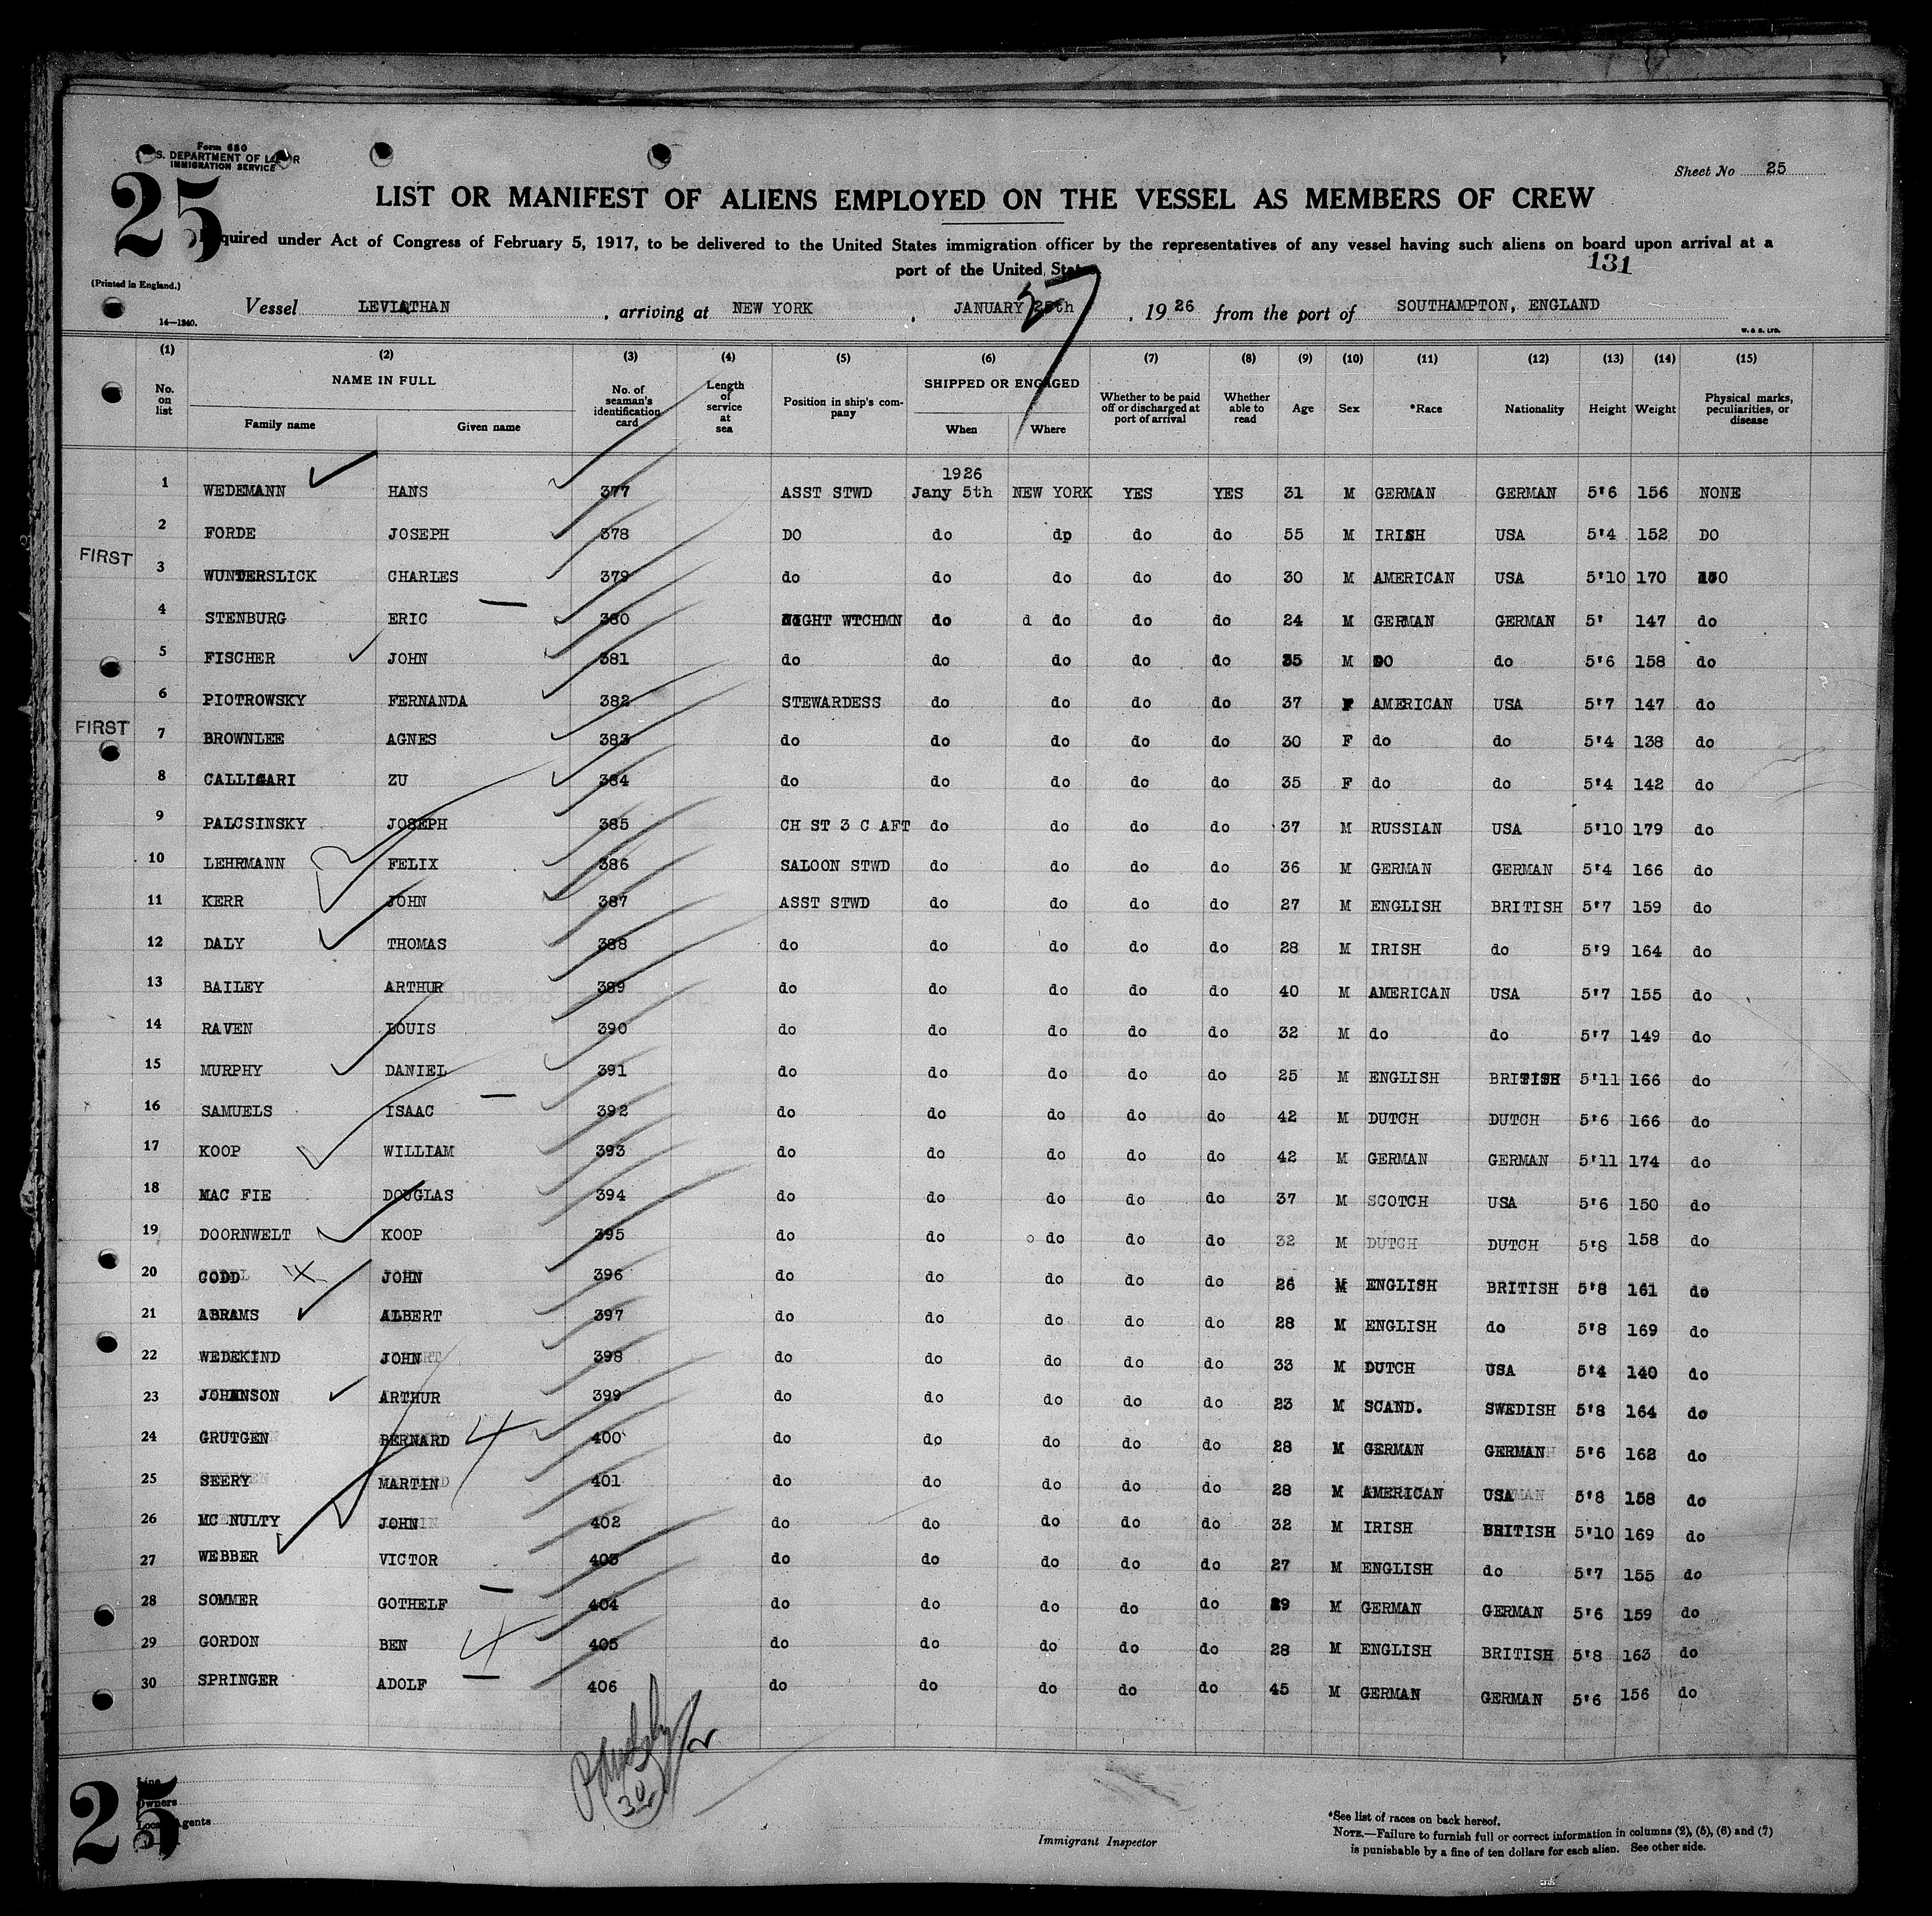 Form 680
S. DEPARTMENT OF LABOR
IMMIGRATION SERVICE
25
Sheet No 25
LIST OR MANIFEST OF ALIENS EMPLOYED ON THE VESSEL AS MEMBERS OF CREW
quired under Act of Congress of February 5, 1917, to be delivered to the United States immigration officer by the representatives of any vessel having such aliens on board upon arrival at a
port of the United States
131
(Printed in England.)
Vessel LEVIATHAN , arriving at NEW YORK , JANUARY 25th , 1926 from the port of SOUTHAMPTON, ENGLAND
14—1240.
W. & S. LTD.
(1) (2) (3) (4) (5) (6) (7) (8) (9) (10) (11) (12) (13) (14) (15)
No. on list NAME IN FULL Family name Given name No. of seaman's identification card Length of service at sea Position in ship's company SHIPPED OR ENGAGED When Where Whether to be paid off or discharged at port of arrival Whether able to read Age Sex *Race Nationality Height Weight Physical marks, peculiarities, or disease
1926
1 WEDEMANN HANS 377 ASST STWD Jany 5th NEW YORK YES YES 31 M GERMAN GERMAN 5'6 156 NONE
2 FORDE JOSEPH 378 DO do do do do 55 M IRISH USA 5'4 152 DO
FIRST
3 WUNDERSLICK CHARLES 379 do do do do do 30 M AMERICAN USA 5'10 170
4 STENBURG ERIC 380 NIGHT WTCHMN do d do do do 24 M GERMAN GERMAN 5' 147 do
5 FISCHER JOHN 381 do do do do do 35 M DO do 5'6 158 do
6 PIOTROWSKY FERNANDA 382 STEWARDESS do do do do 37 F AMERICAN USA 5'7 147 do
FIRST
7 BROWNLEE AGNES 383 do do do do do 30 F do do 5'4 138 do
8 CALLIGARI ZU 384 do do do do do 35 F do do 5'4 142 do
9 PALCSINSKY JOSEPH 385 CH ST 3 C AFT do do do do 37 M RUSSIAN USA 5'10 179 do
10 LEHRMANN FELIX 386 SALOON STWD do do do do 36 M GERMAN GERMAN 5'4 166 do
11 KERR JOHN 387 ASST STWD do do do do 27 M ENGLISH BRITISH 5'7 159 do
12 DALY THOMAS 388 do do do do do 28 M IRISH do 5'9 164 do
13 BAILEY ARTHUR 389 do do do do do 40 M AMERICAN USA 5'7 155 do
14 RAVEN LOUIS 390 do do do do do 32 M do do 5'7 149 do
15 MURPHY DANIEL 391 do do do do do 25 M ENGLISH BRITISH 5'11 166 do
16 SAMUELS ISAAC 392 do do do do do 42 M DUTCH DUTCH 5'6 166 do
17 KOOP WILLIAM 393 do do do do do 42 M GERMAN GERMAN 5'11 174 do
18 MAC FIE DOUGLAS 394 do do do do do 37 M SCOTCH USA 5'6 150 do
19 DOORNWELT KOOP 395 do do o do do do 32 M DUTCH DUTCH 5'8 158 do
20 CODD JOHN 396 do do do do do 26 M ENGLISH BRITISH 5'8 161 do
21 ABRAMS ALBERT 397 do do do do do 28 M ENGLISH do 5'8 169 do
22 WEDEKIND JOHN 398 do do do do do 33 M DUTCH USA 5'4 140 do
23 JOHANSON ARTHUR 399 do do do do do 23 M SCAND. SWEDISH 5'8 164 do
24 GRUTGEN BERNARD 400 do do do do do 28 M GERMAN GERMAN 5'6 162 do
25 SEERY MARTIN 401 do do do do do 28 M AMERICAN USA 5'8 158 do
26 MC NULTY JOHN 402 do do do do do 32 M IRISH BRITISH 5'10 169 do
27 WEBBER VICTOR 403 do do do do do 27 M ENGLISH do 5'7 155 do
28 SOMMER GOTHELF 404 do do do do do 29 M GERMAN GERMAN 5'6 159 do
29 GORDON BEN 405 do do do do do 28 M ENGLISH BRITISH 5'8 163 do
30 SPRINGER ADOLF 406 do do do do do 45 M GERMAN GERMAN 5'6 156 do
30
25
Line
Owners
Local Agents
Immigrant Inspector
*See list of races on back hereof.
NOTE.—Failure to furnish full or correct information in columns (2), (5), (6) and (7)
is punishable by a fine of ten dollars for each alien. See other side.